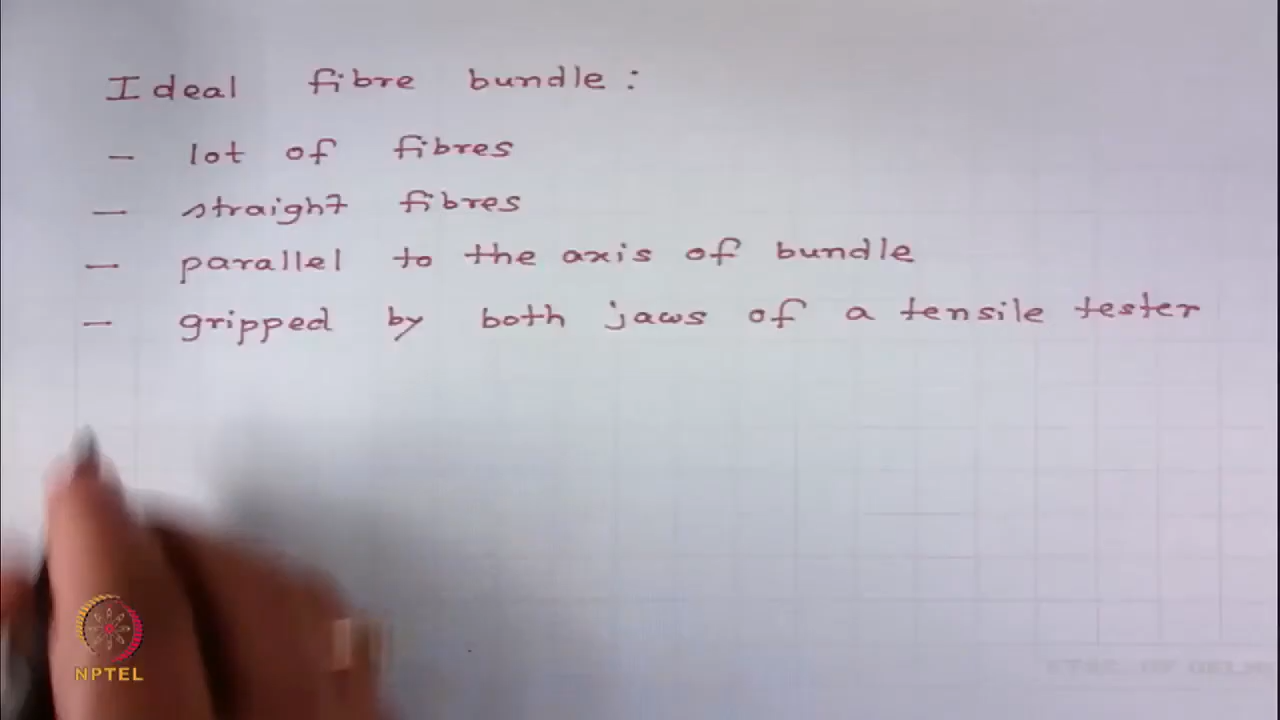 Ideal fibre bundle:
- lot of fibres
- straight fibres
- parallel to the axis of bundle
- gripped by both jaws of a tensile tester
NPTEL